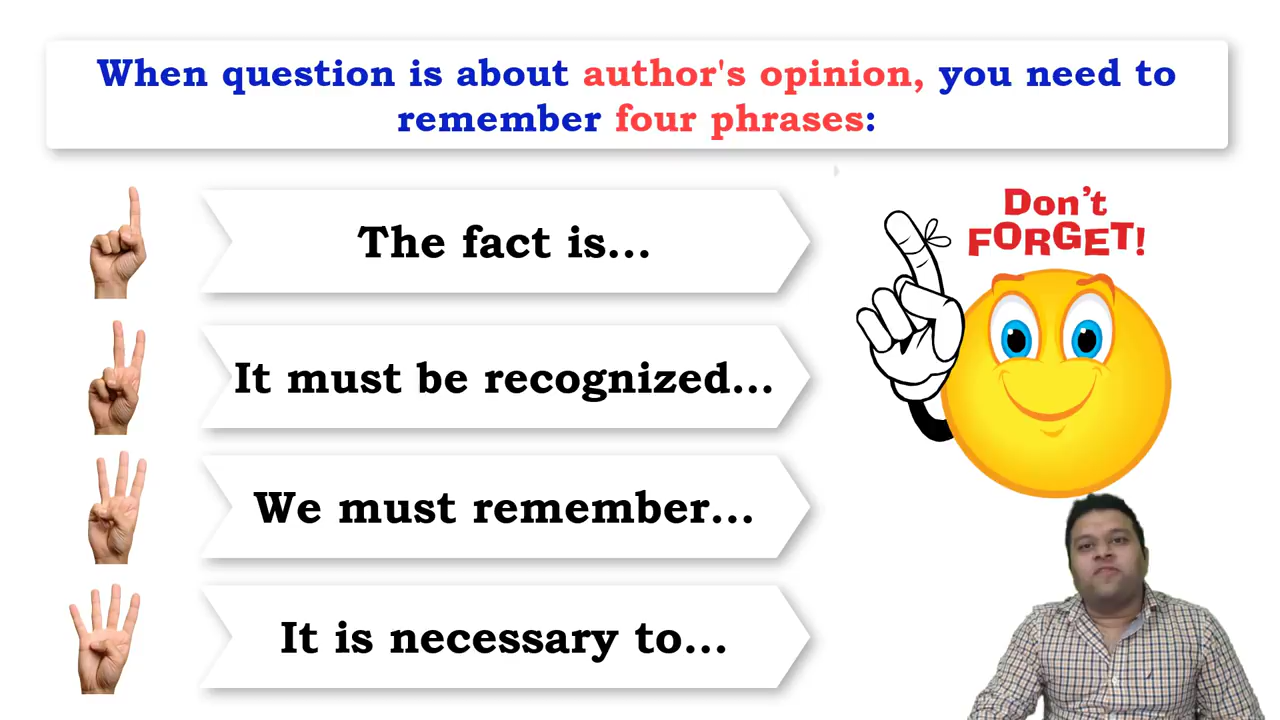 When question is about author's opinion, you need to
remember four phrases:
Don't
FORGET!
The fact is...
It must be recognized...
We must remember...
It is necessary to...